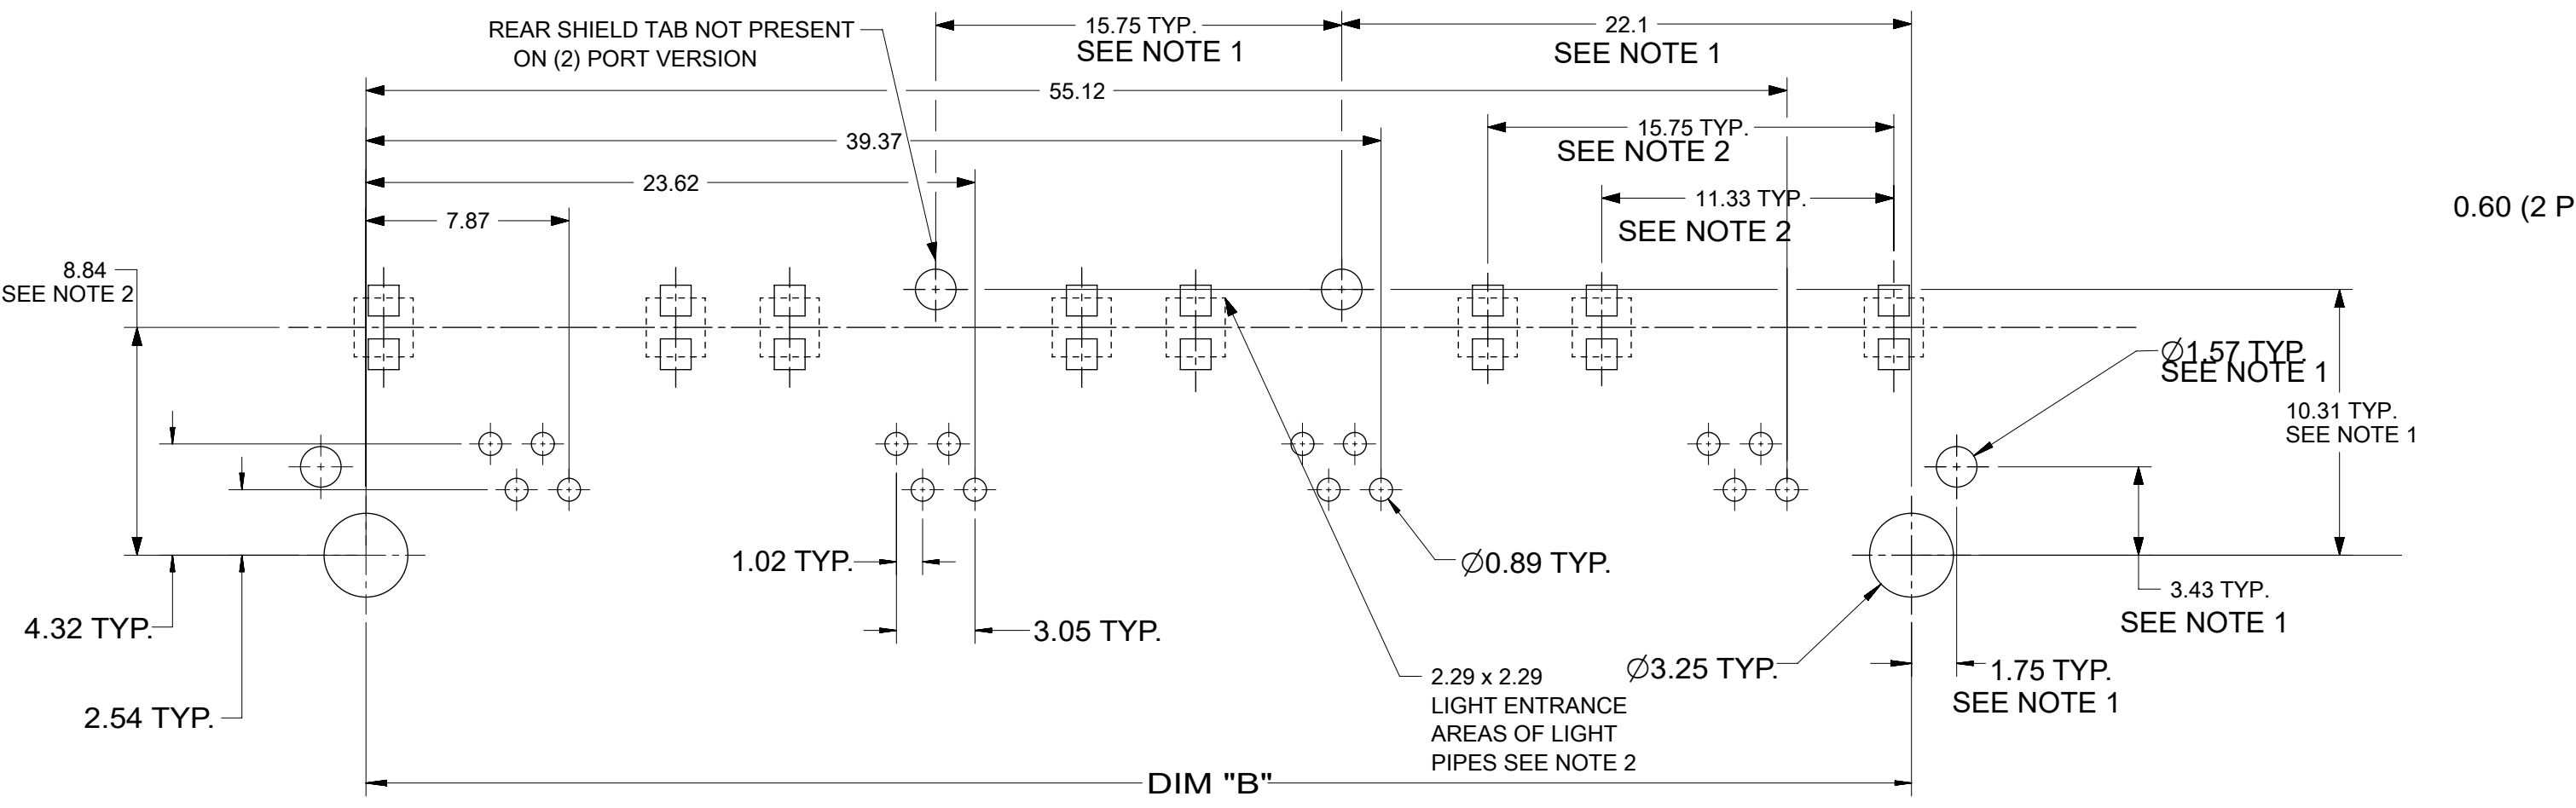 REAR SHIELD TAB NOT PRESENT
ON (2) PORT VERSION
15.75 TYP.
SEE NOTE 1
22.1
SEE NOTE 1
55.12
39.37
15.75 TYP.
SEE NOTE 2
23.62
11.33 TYP.
SEE NOTE 2
7.87
0.60 (2 P
8.84
SEE NOTE 2
Ø1.57 TYP.
SEE NOTE 1
10.31 TYP.
SEE NOTE 1
1.02 TYP.
Ø0.89 TYP.
3.43 TYP.
SEE NOTE 1
4.32 TYP.
3.05 TYP.
2.29 x 2.29
LIGHT ENTRANCE
AREAS OF LIGHT
PIPES SEE NOTE 2
Ø3.25 TYP.
1.75 TYP.
SEE NOTE 1
2.54 TYP.
DIM "B"